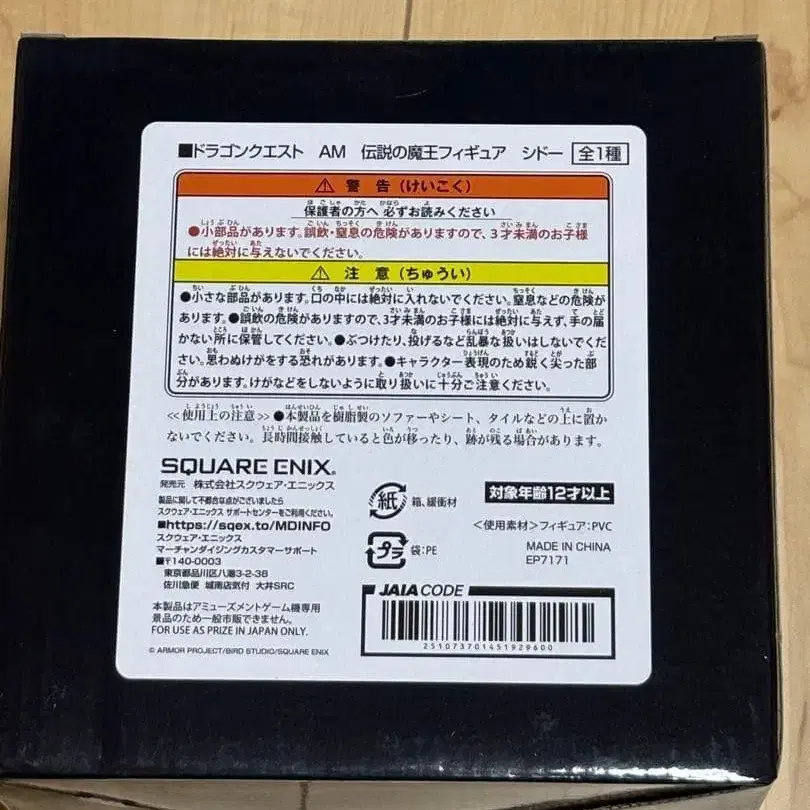 ■ドラゴンクエスト AM 伝説の魔王フィギュア シドー 全1種
⚠ 警告(けいこく)
保護者の方へ 必ずお読みください
●小部品があります。誤飲・窒息の危険がありますので、3才未満のお子様
には絶対に与えないでください。
⚠ 注意(ちゅうい)
●小さな部品があります。口の中には絶対に入れないでください。窒息などの危険が
あります。●誤飲の危険がありますので、3才未満のお子様には絶対に与えず、手の届
かない所に保管してください。●ぶつけたり、投げるなど乱暴な扱いはしないでくだ
さい。思わぬけがをする恐れがあります。●キャラクター表現のため鋭く尖った部
分があります。けがなどをしないように取り扱いに十分ご注意ください。
≪使用上の注意≫●本製品を樹脂製のソファーやシート、タイルなどの上に置か
ないでください。長時間接触していると色が移ったり、跡が残る場合があります。
SQUARE ENIX®
発売元 株式会社スクウェア・エニックス
製品に関して不都合な点がございましたら
スクウェア・エニックス サポートセンターをご利用ください。
■https://sqex.to/MDINFO
スクウェア・エニックス
マーチャンダイジングカスタマーサポート
■〒140-0003
東京都品川区八潮3-2-38
佐川急便 城南店気付 大井SRC
本製品はアミューズメントゲーム機専用
景品のため一般市販できません。
FOR USE AS PRIZE IN JAPAN ONLY.
© ARMOR PROJECT/BIRD STUDIO/SQUARE ENIX
紙 箱、緩衝材
プラ 袋:PE
対象年齢12才以上
<使用素材>フィギュア:PVC
MADE IN CHINA
EP7171
JAIA CODE
251073701451929600